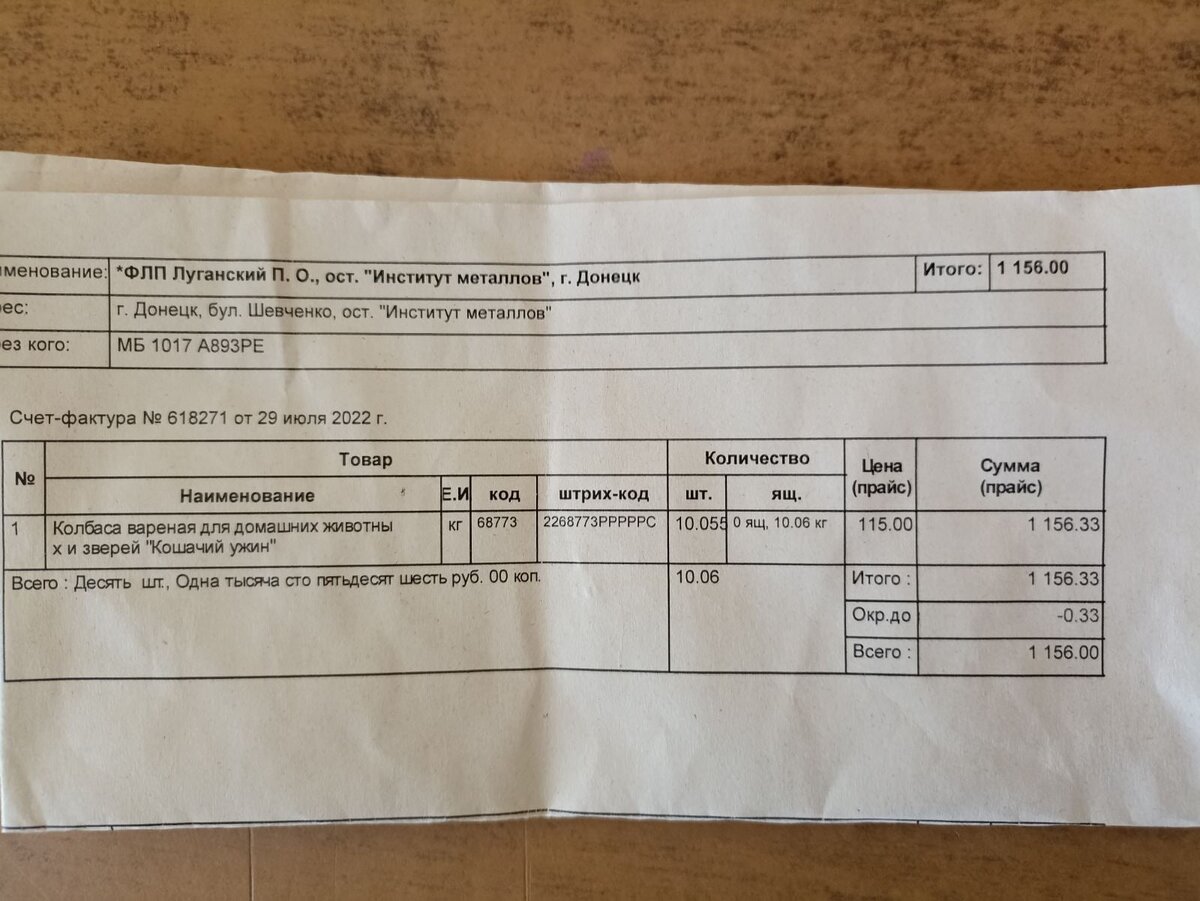 именование: *ФЛП Луганский П. О., ост. "Институт металлов", г. Донецк Итого: 1 156.00
рес: г. Донецк, бул. Шевченко, ост. "Институт металлов"
рез кого: МБ 1017 А893РЕ
Счет-фактура № 618271 от 29 июля 2022 г.
№ Товар Количество Цена (прайс) Сумма (прайс)
Наименование Е.И код штрих-код шт. ящ.
1 Колбаса вареная для домашних животны кг 68773 2268773PPPPPC 10.055 0 ящ, 10.06 кг 115.00 1 156.33
х и зверей "Кошачий ужин"
Всего : Десять шт., Одна тысяча сто пятьдесят шесть руб. 00 коп. 10.06 Итого : 1 156.33
Окр.до -0.33
Всего : 1 156.00